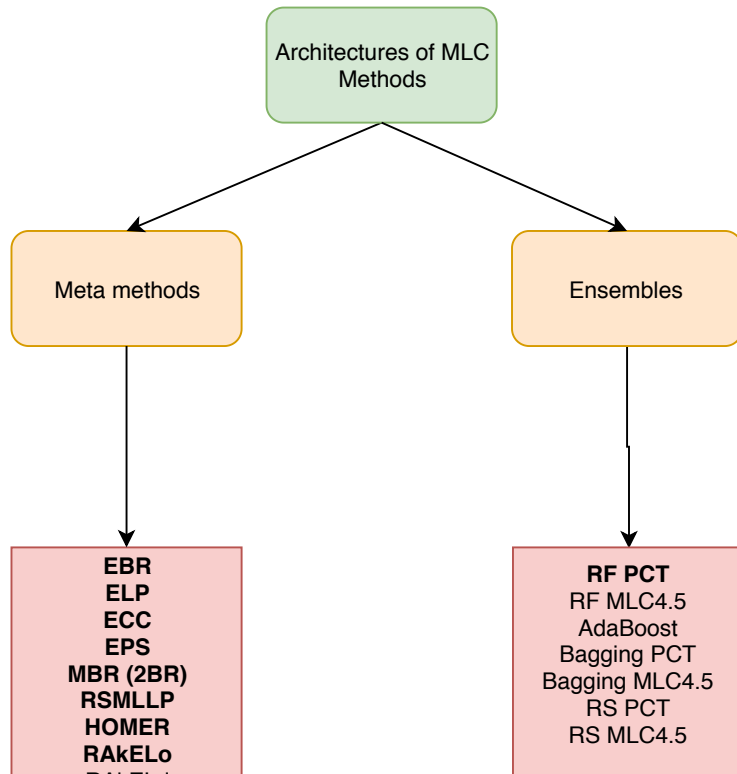 Architectures of MLC
Methods
Meta methods
Ensembles
EBR
ELP
ECC
EPS
MBR (2BR)
RSMLLP
HOMER
RAkELo
RF PCT
RF MLC4.5
AdaBoost
Bagging PCT
Bagging MLC4.5
RS PCT
RS MLC4.5